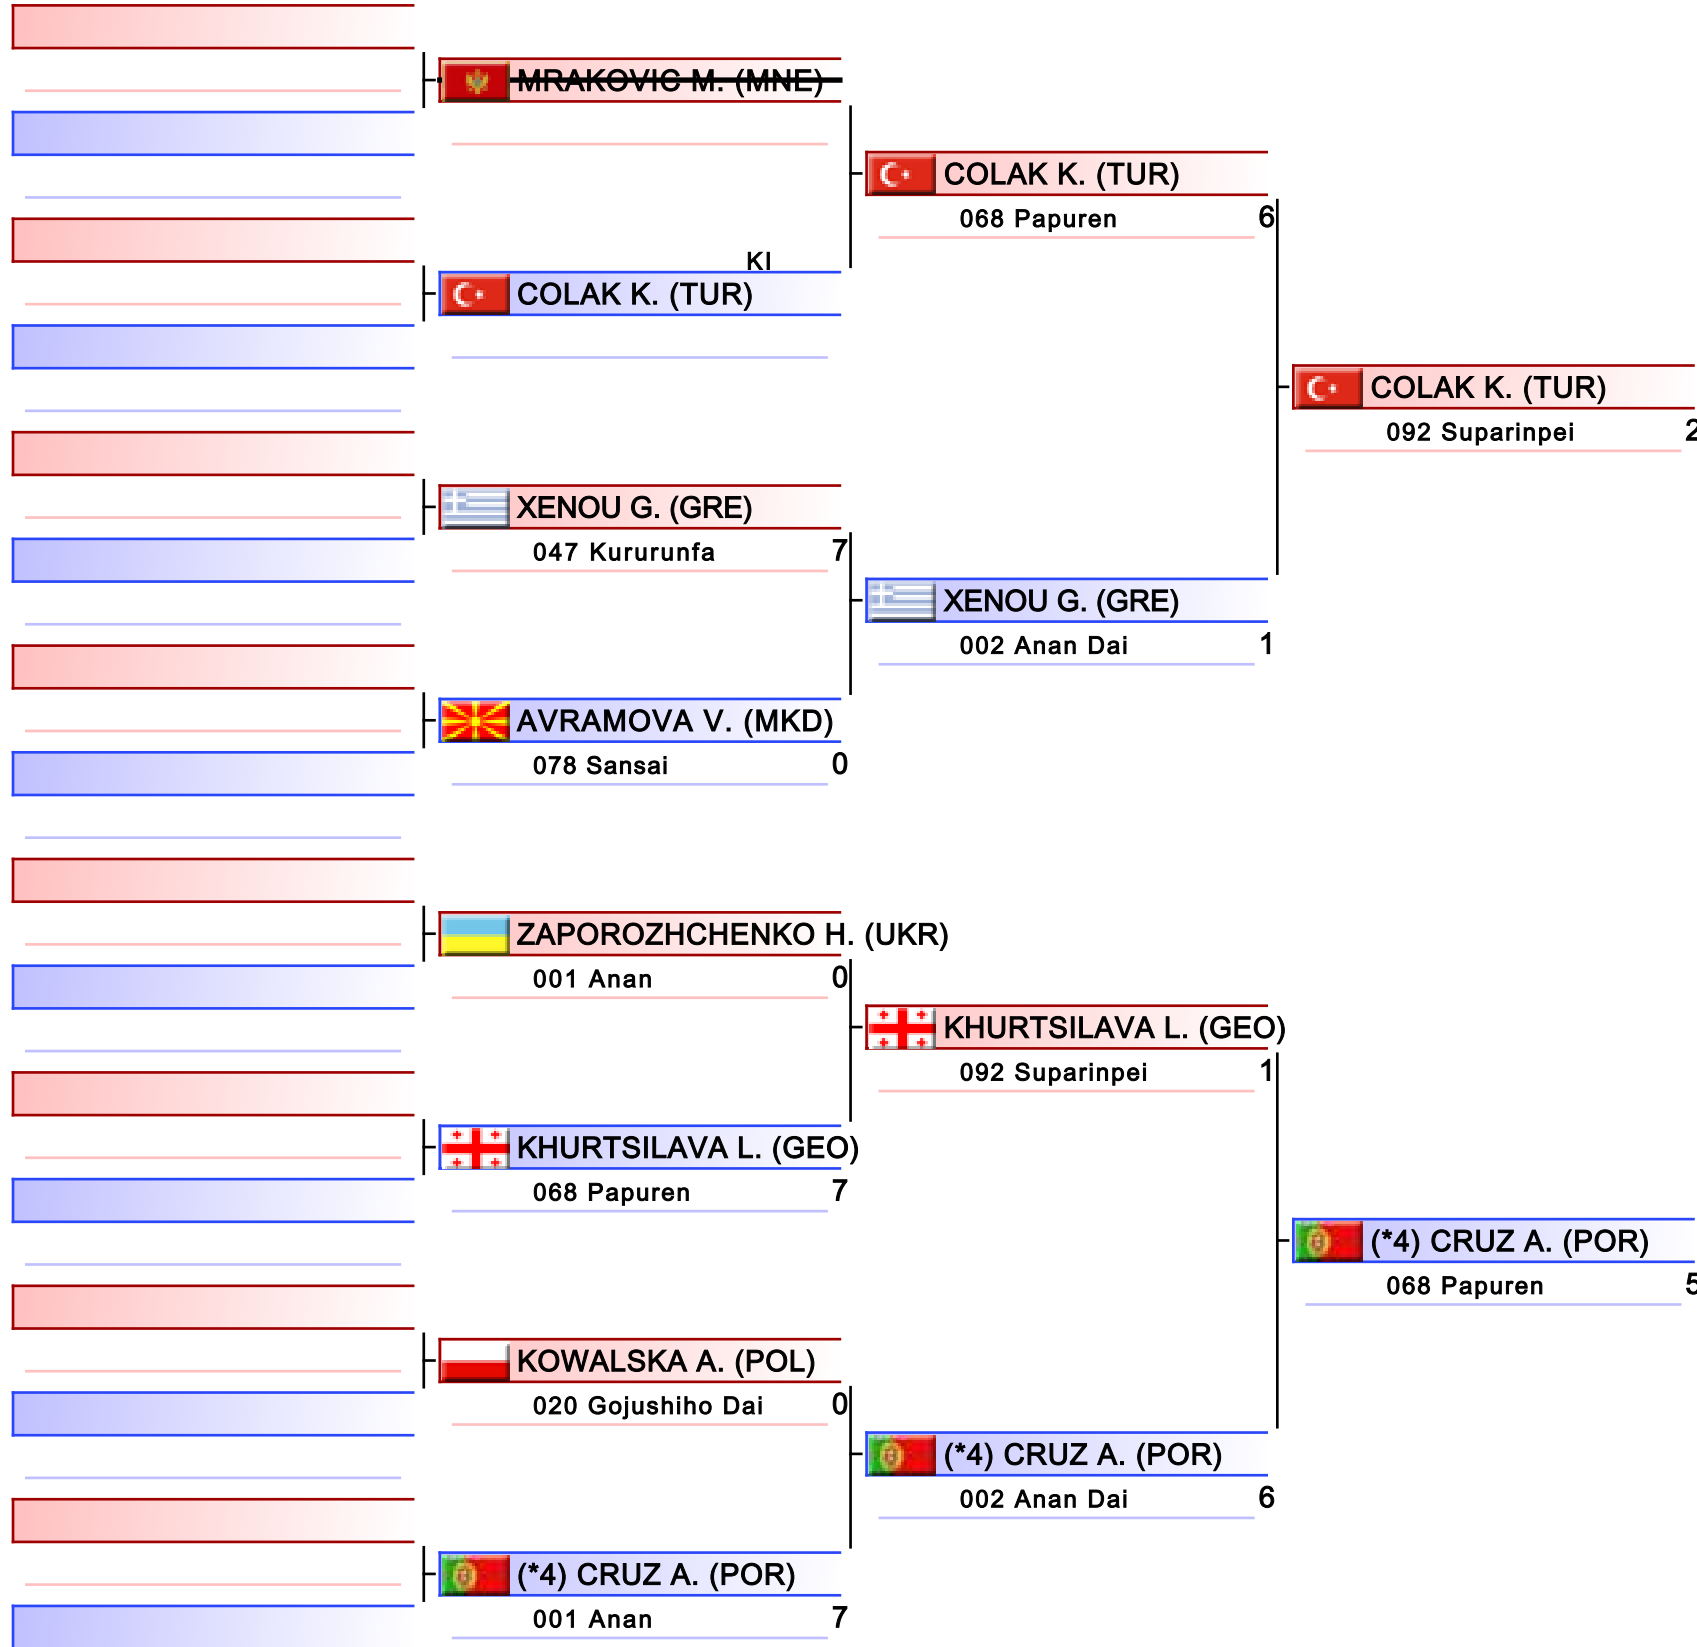 MRAKOVIC M. (MNE)
COLAK K. (TUR)
068 Papuren 6
KI
COLAK K. (TUR)
COLAK K. (TUR)
092 Suparinpei 2
XENOU G. (GRE)
047 Kururunfa 7
XENOU G. (GRE)
002 Anan Dai 1
AVRAMOVA V. (MKD)
078 Sansai 0
ZAPOROZHCHENKO H. (UKR)
001 Anan 0
KHURTSILAVA L. (GEO)
092 Suparinpei 1
KHURTSILAVA L. (GEO)
068 Papuren 7
(*4) CRUZ A. (POR)
068 Papuren 5
KOWALSKA A. (POL)
020 Gojushiho Dai 0
(*4) CRUZ A. (POR)
002 Anan Dai 6
(*4) CRUZ A. (POR)
001 Anan 7